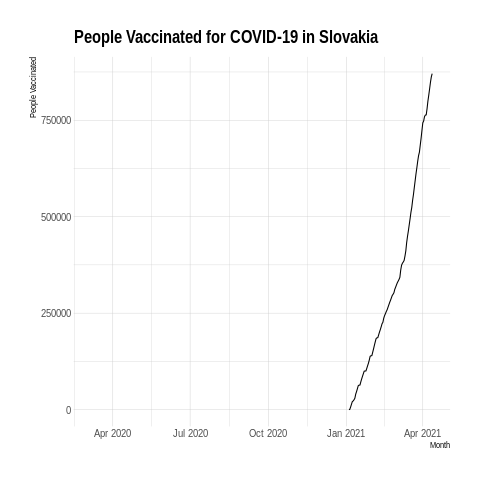 People Vaccinated for COVID-19 in Slovakia
People Vaccinated
750000
500000
250000
0
Apr 2020 Jul 2020 Oct 2020 Jan 2021 Apr 2021
Month